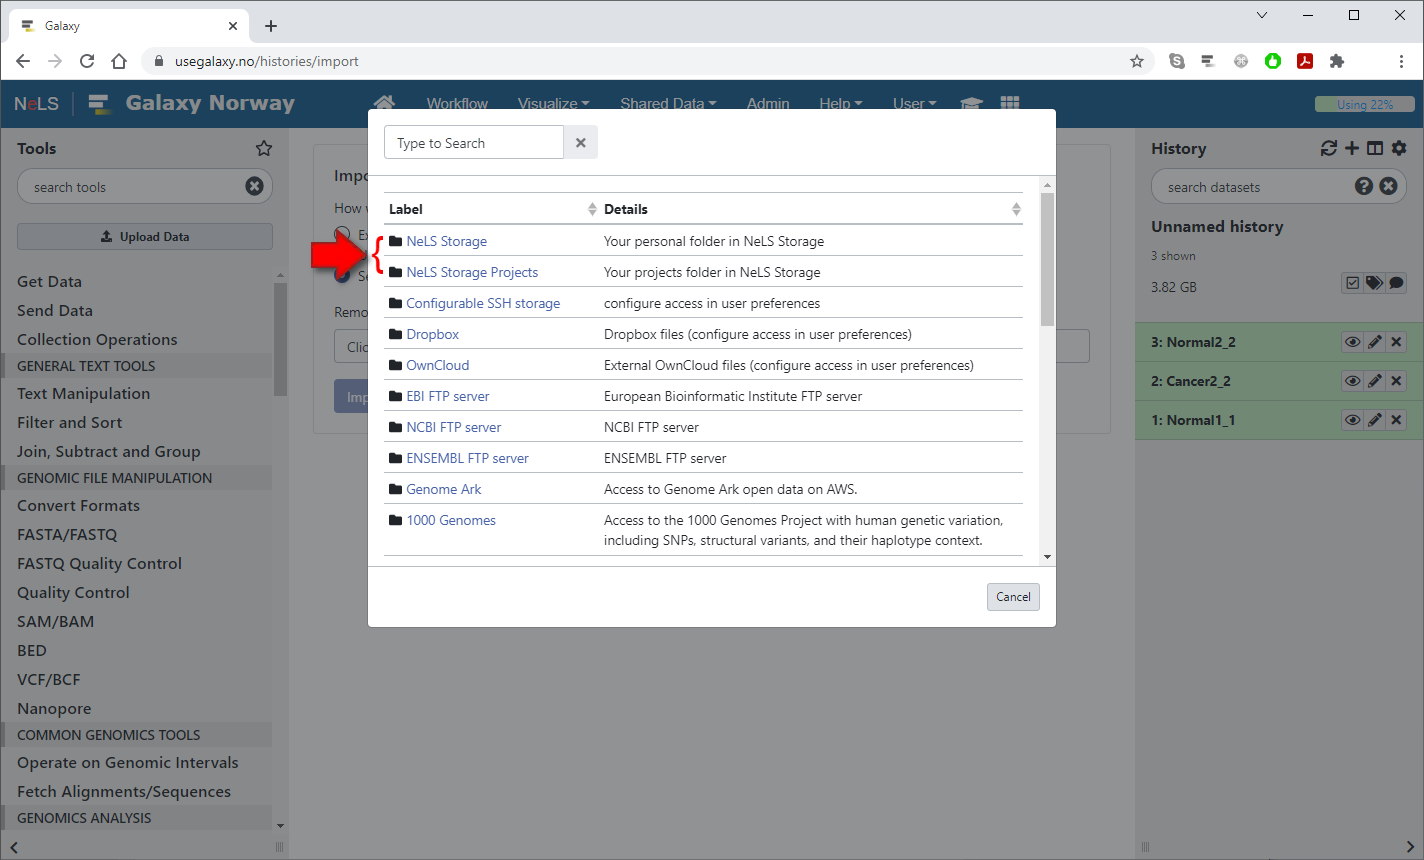 Galaxy
usegalaxy.no/histories/import
NeLS
Galaxy Norway
Workflow
Visualize
Shared Data
Admin
Help
User
Using 22%
Tools
search tools
Upload Data
Get Data
Send Data
Collection Operations
GENERAL TEXT TOOLS
Text Manipulation
Filter and Sort
Join, Subtract and Group
GENOMIC FILE MANIPULATION
Convert Formats
FASTA/FASTQ
FASTQ Quality Control
Quality Control
SAM/BAM
BED
VCF/BCF
Nanopore
COMMON GENOMICS TOOLS
Operate on Genomic Intervals
Fetch Alignments/Sequences
GENOMICS ANALYSIS
Type to Search
Label Details
NeLS Storage Your personal folder in NeLS Storage
NeLS Storage Projects Your projects folder in NeLS Storage
Configurable SSH storage configure access in user preferences
Dropbox Dropbox files (configure access in user preferences)
OwnCloud External OwnCloud files (configure access in user preferences)
EBI FTP server European Bioinformatic Institute FTP server
NCBI FTP server NCBI FTP server
ENSEMBL FTP server ENSEMBL FTP server
Genome Ark Access to Genome Ark open data on AWS.
1000 Genomes Access to the 1000 Genomes Project with human genetic variation,
including SNPs, structural variants, and their haplotype context.
Cancel
History
search datasets
Unnamed history
3 shown
3.82 GB
3: Normal2_2
2: Cancer2_2
1: Normal1_1